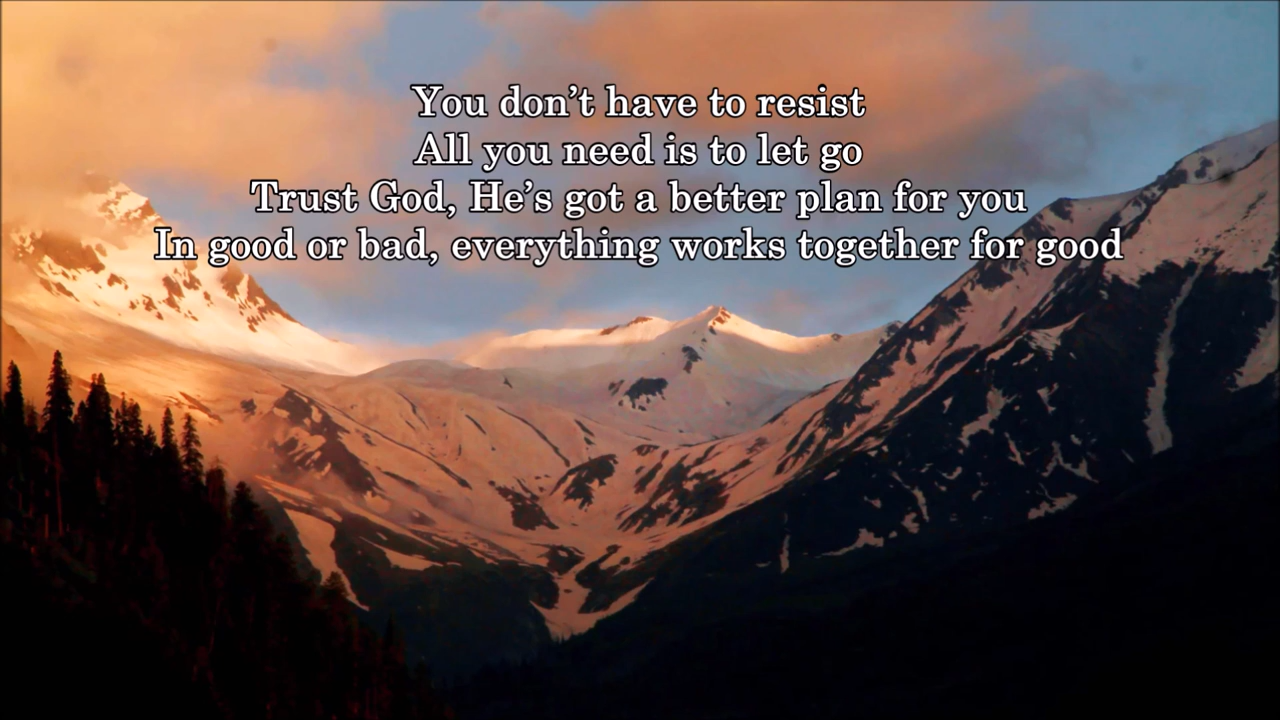 You don’t have to resist
All you need is to let go
Trust God, He’s got a better plan for you
In good or bad, everything works together for good